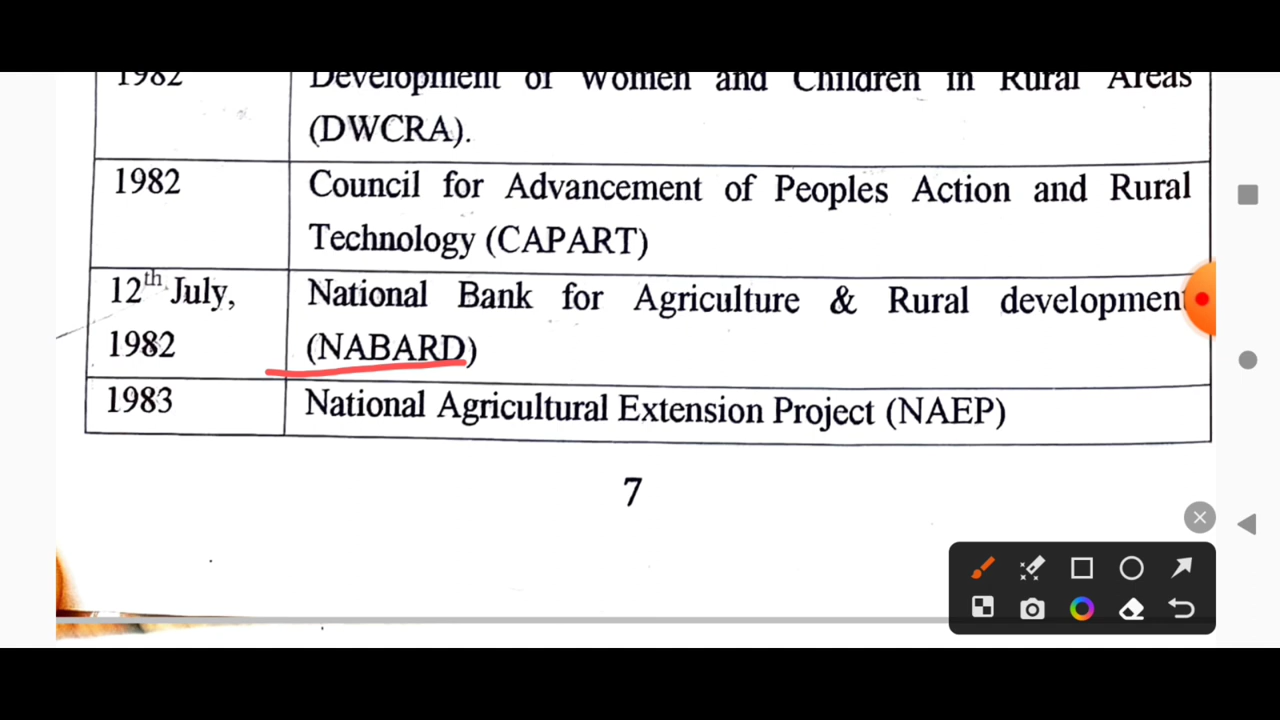 1982 Development of Women and Children in Rural Areas
(DWCRA).
1982 Council for Advancement of Peoples Action and Rural
Technology (CAPART)
12th July, National Bank for Agriculture & Rural development
1982 (NABARD)
1983 National Agricultural Extension Project (NAEP)
7